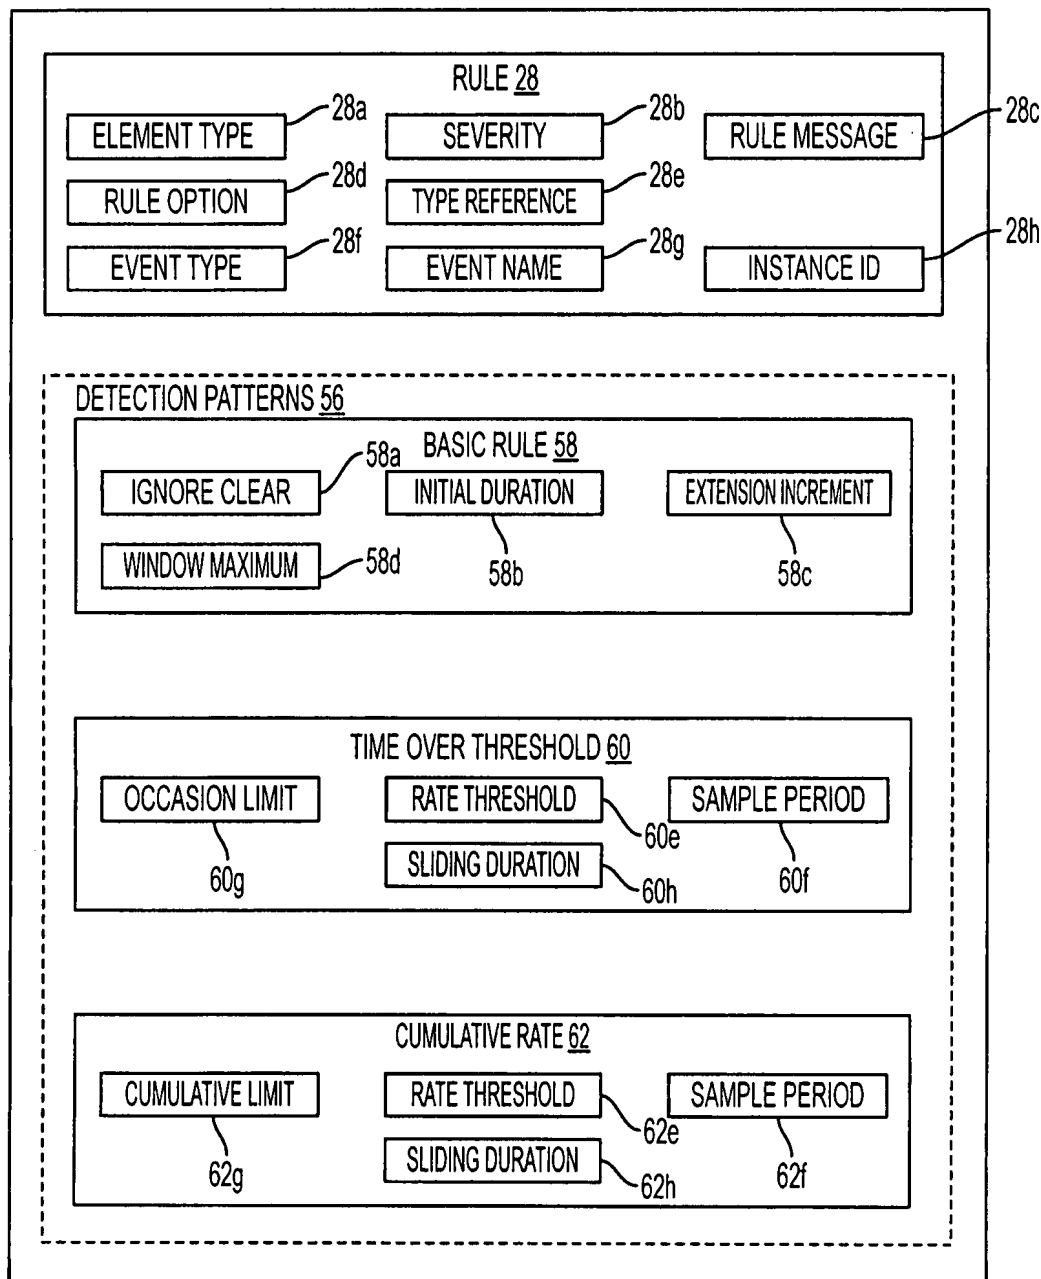 RULE 28
28a
28b
28c
ELEMENT TYPE
SEVERITY
RULE MESSAGE
28d
28e
RULE OPTION
TYPE REFERENCE
28f
28g
28h
EVENT TYPE
EVENT NAME
INSTANCE ID
DETECTION PATTERNS 56
BASIC RULE 58
58a
IGNORE CLEAR
INITIAL DURATION
EXTENSION INCREMENT
WINDOW MAXIMUM
58d
58b
58c
TIME OVER THRESHOLD 60
OCCASION LIMIT
RATE THRESHOLD
SAMPLE PERIOD
60e
SLIDING DURATION
60g
60h
60f
CUMULATIVE RATE 62
CUMULATIVE LIMIT
RATE THRESHOLD
SAMPLE PERIOD
62e
SLIDING DURATION
62g
62h
62f